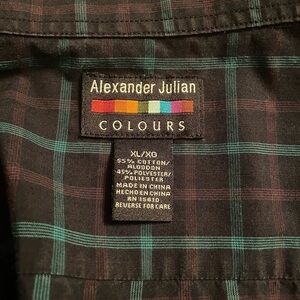 Alexander Julian
COLOURS
XL/XG
55% COTTON/
ALGODON
45% POLYESTER/
POLIESTER
MADE IN CHINA
HECHO EN CHINA
RN 15610
REVERSE FOR CARE